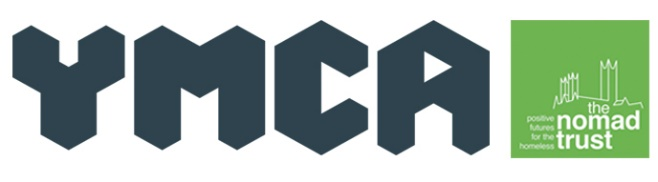 YMCA
the
positive
futures
for the
homeless
nomad
trust